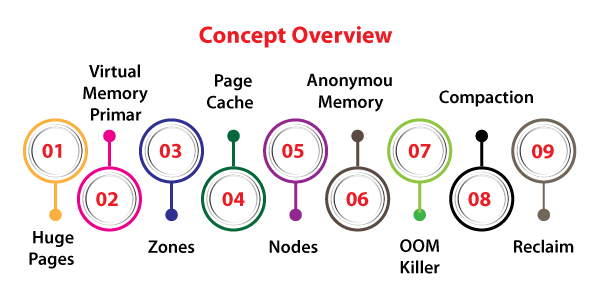 Concept Overview
01
Huge
Pages
Virtual
Memory
Primar
02
03
Zones
Page
Cache
04
05
Nodes
Anonymou
Memory
06
07
OOM
Killer
Compaction
08
09
Reclaim